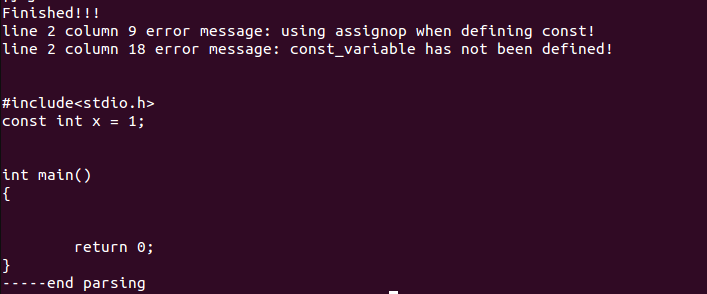 Finished!!!
line 2 column 9 error message: using assignop when defining const!
line 2 column 18 error message: const_variable has not been defined!
#include<stdio.h>
const int x = 1;
int main()
{
return 0;
}
-----end parsing